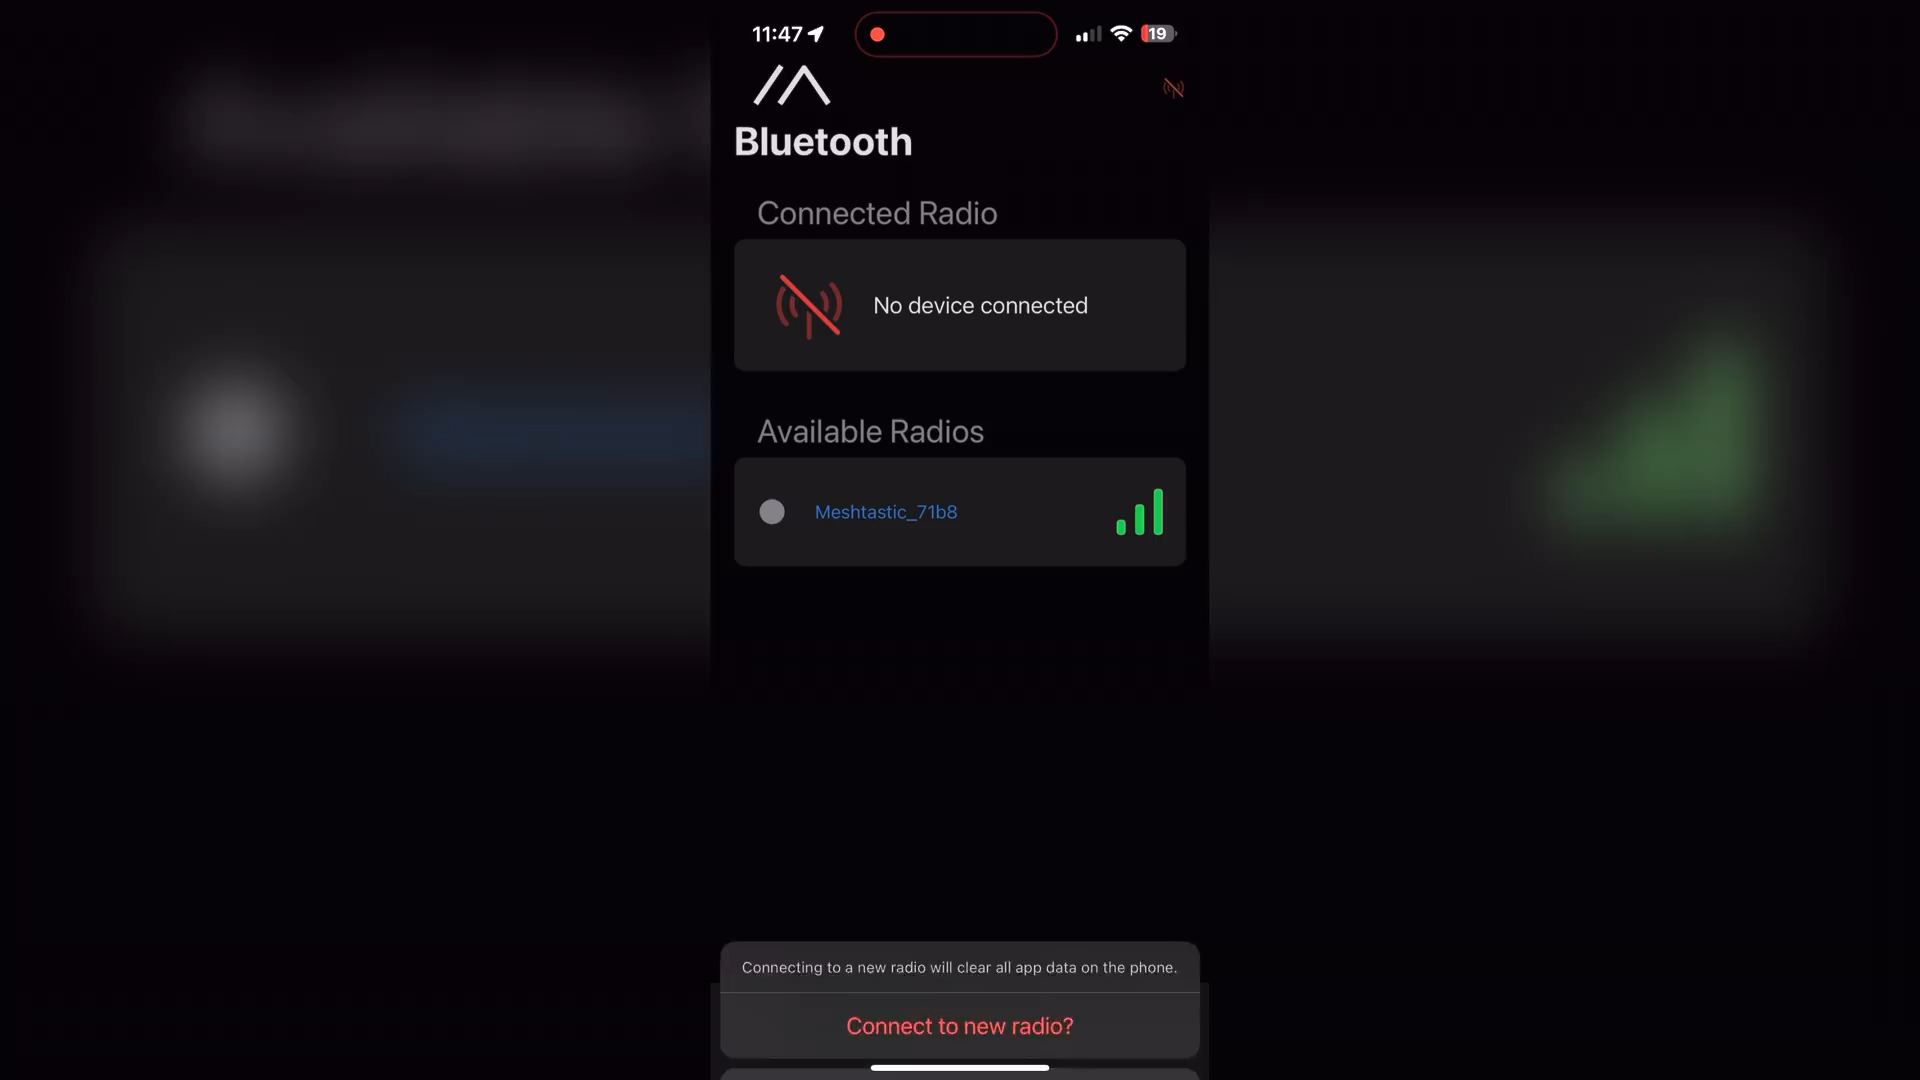 11:47
19
Bluetooth
Connected Radio
No device connected
Available Radios
Meshtastic_71b8
Connecting to a new radio will clear all app data on the phone.
Connect to new radio?